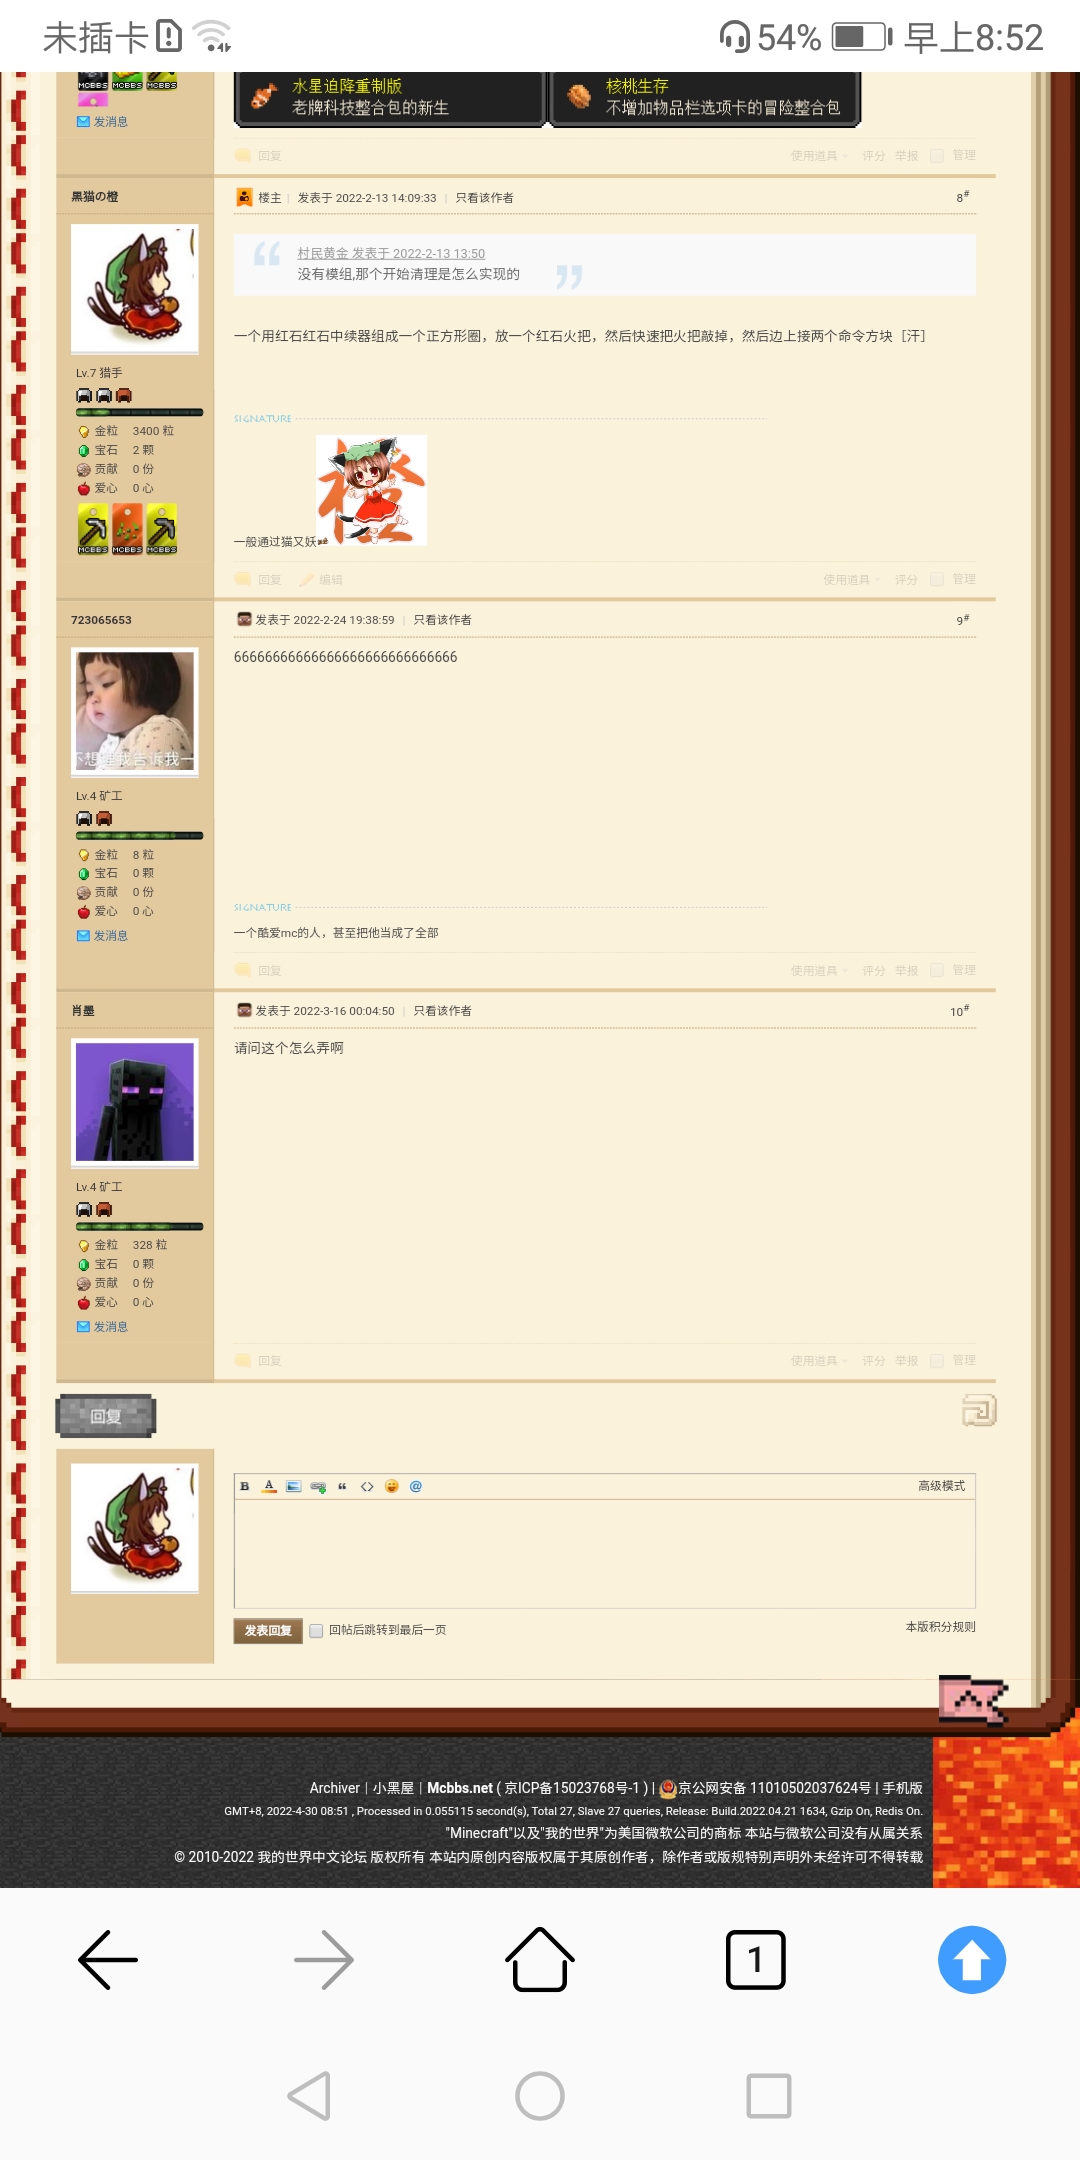 未插卡 54% 早上8:52
MCBBS MCBBS MCBBS
水星迫降重制版
老牌科技整合包的新生
核桃生存
不增加物品栏选项卡的冒险整合包
发消息
回复 使用道具 评分 举报 管理
黑猫の橙
楼主 | 发表于 2022-2-13 14:09:33 | 只看该作者 8#
村民黄金 发表于 2022-2-13 13:50
没有模组,那个开始清理是怎么实现的
一个用红石红石中续器组成一个正方形圈，放一个红石火把，然后快速把火把敲掉，然后边上接两个命令方块［汗］
Lv.7 猎手
金粒 3400 粒
宝石 2 颗
贡献 0 份
爱心 0 心
MCBBS MCBBS MCBBS
SIGNATURE
一般通过猫又妖
回复 编辑 使用道具 评分 管理
723065653
发表于 2022-2-24 19:38:59 | 只看该作者 9#
Lv.4 矿工
金粒 8 粒
宝石 0 颗
贡献 0 份
爱心 0 心
发消息
SIGNATURE
一个酷爱mc的人，甚至把他当成了全部
回复 使用道具 评分 举报 管理
肖墨
发表于 2022-3-16 00:04:50 | 只看该作者 10#
请问这个怎么弄啊
Lv.4 矿工
金粒 328 粒
宝石 0 颗
贡献 0 份
爱心 0 心
发消息
回复 使用道具 评分 举报 管理
回复
B A “ <> @ 高级模式
发表回复 回帖后跳转到最后一页 本版积分规则
Archiver | 小黑屋 | Mcbbs.net ( 京ICP备15023768号-1 ) | 京公网安备 11010502037624号 | 手机版
GMT+8, 2022-4-30 08:51 , Processed in 0.055115 second(s), Total 27, Slave 27 queries, Release: Build.2022.04.21 1634, Gzip On, Redis On.
"Minecraft"以及"我的世界"为美国微软公司的商标 本站与微软公司没有从属关系
© 2010-2022 我的世界中文论坛 版权所有 本站内原创内容版权属于其原创作者，除作者或版规特别声明外未经许可不得转载
1